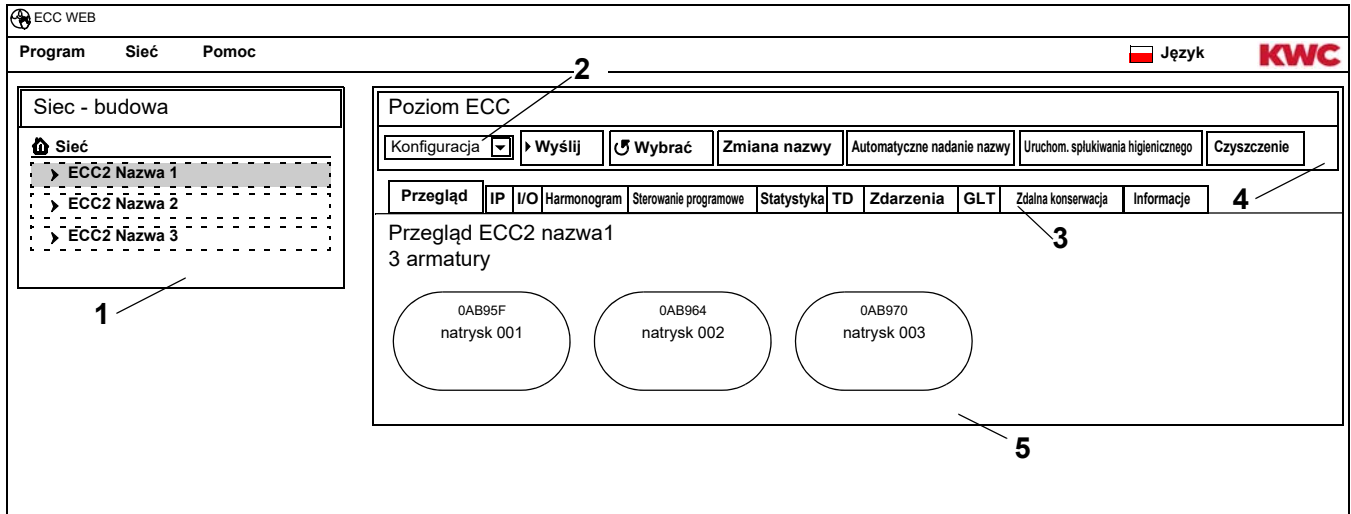 ECC WEB
Program Sieć Pomoc Język KWC
2
Siec - budowa
Sieć
ECC2 Nazwa 1
ECC2 Nazwa 2
ECC2 Nazwa 3
1
Poziom ECC
Konfiguracja Wyślij Wybrać Zmiana nazwy Automatyczne nadanie nazwy Uruchom. splukiwania higienicznego Czyszczenie
4
Przegląd IP I/O Harmonogram Sterowanie programowe Statystyka TD Zdarzenia GLT Zdalna konserwacja Informacje
3
Przegląd ECC2 nazwa1
3 armatury
0AB95F
natrysk 001
0AB964
natrysk 002
0AB970
natrysk 003
5